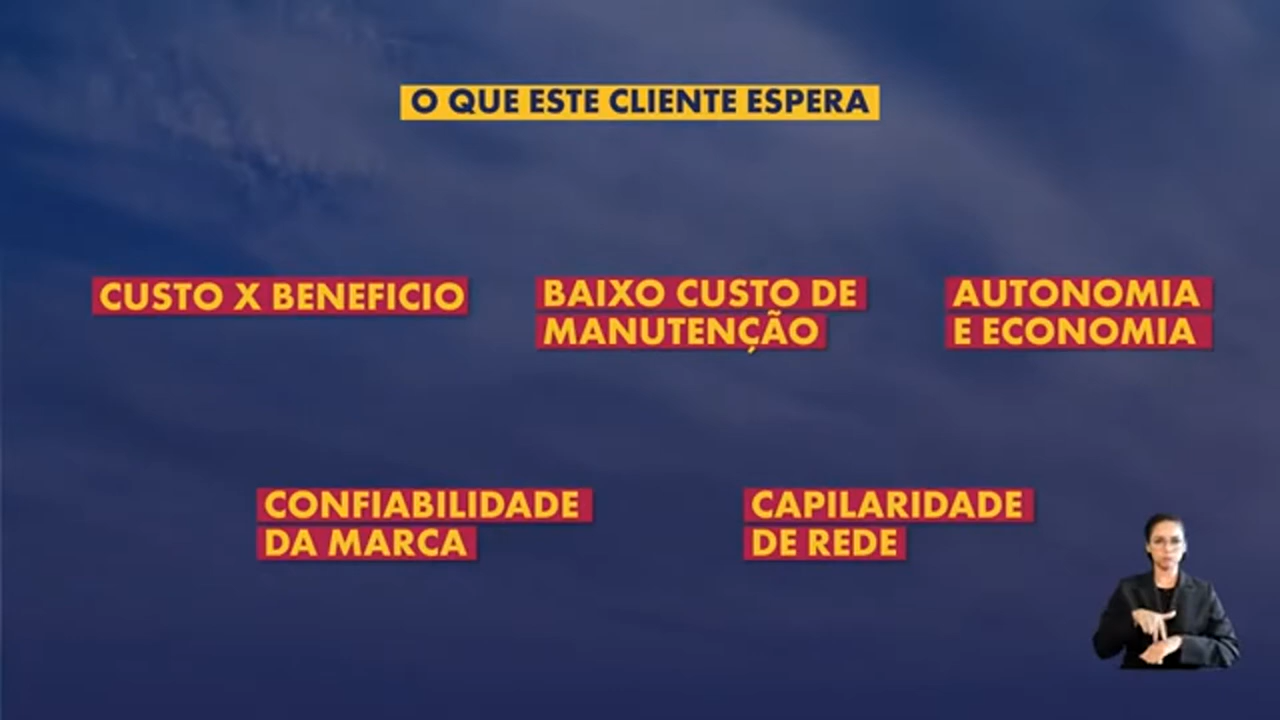 O QUE ESTE CLIENTE ESPERA
CUSTO X BENEFICIO
BAIXO CUSTO DE
MANUTENÇÃO
AUTONOMIA
E ECONOMIA
CONFIABILIDADE
DA MARCA
CAPILARIDADE
DE REDE